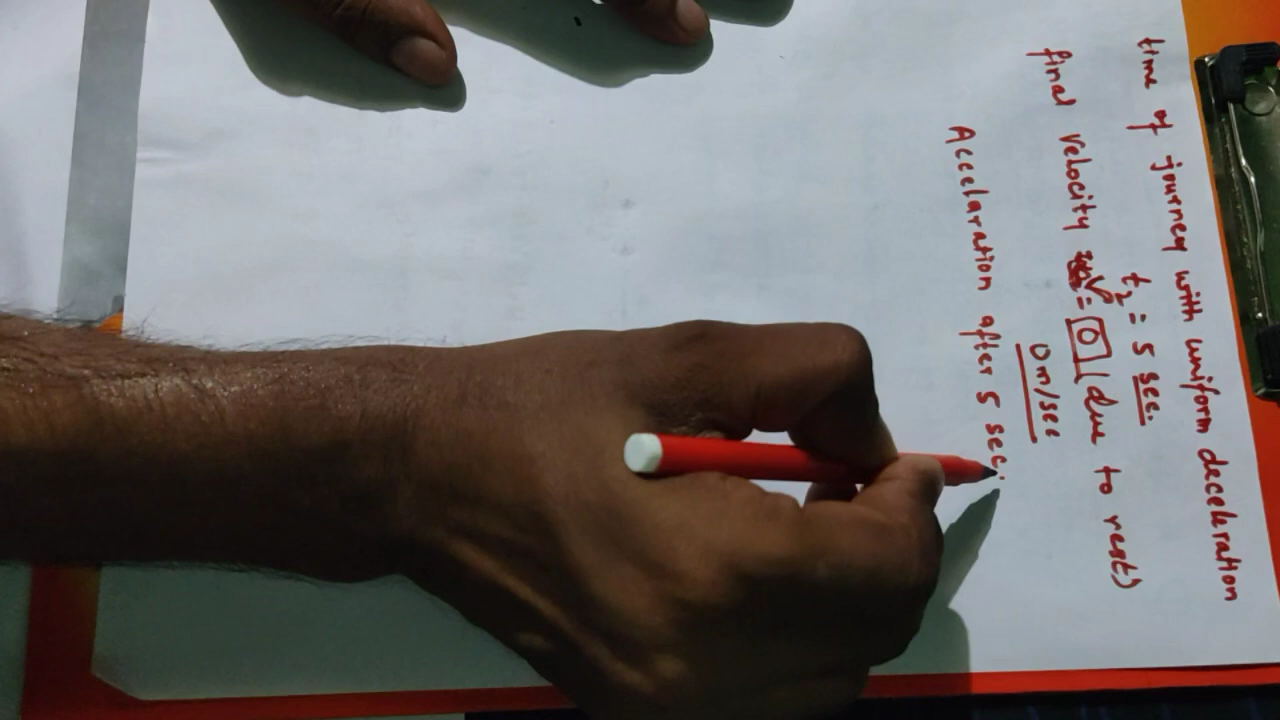 time of journey with uniform deceleration
t2 = 5 sec.
final velocity V = 0 (due to rest)
0 m/sec
Accelaration after 5 sec.